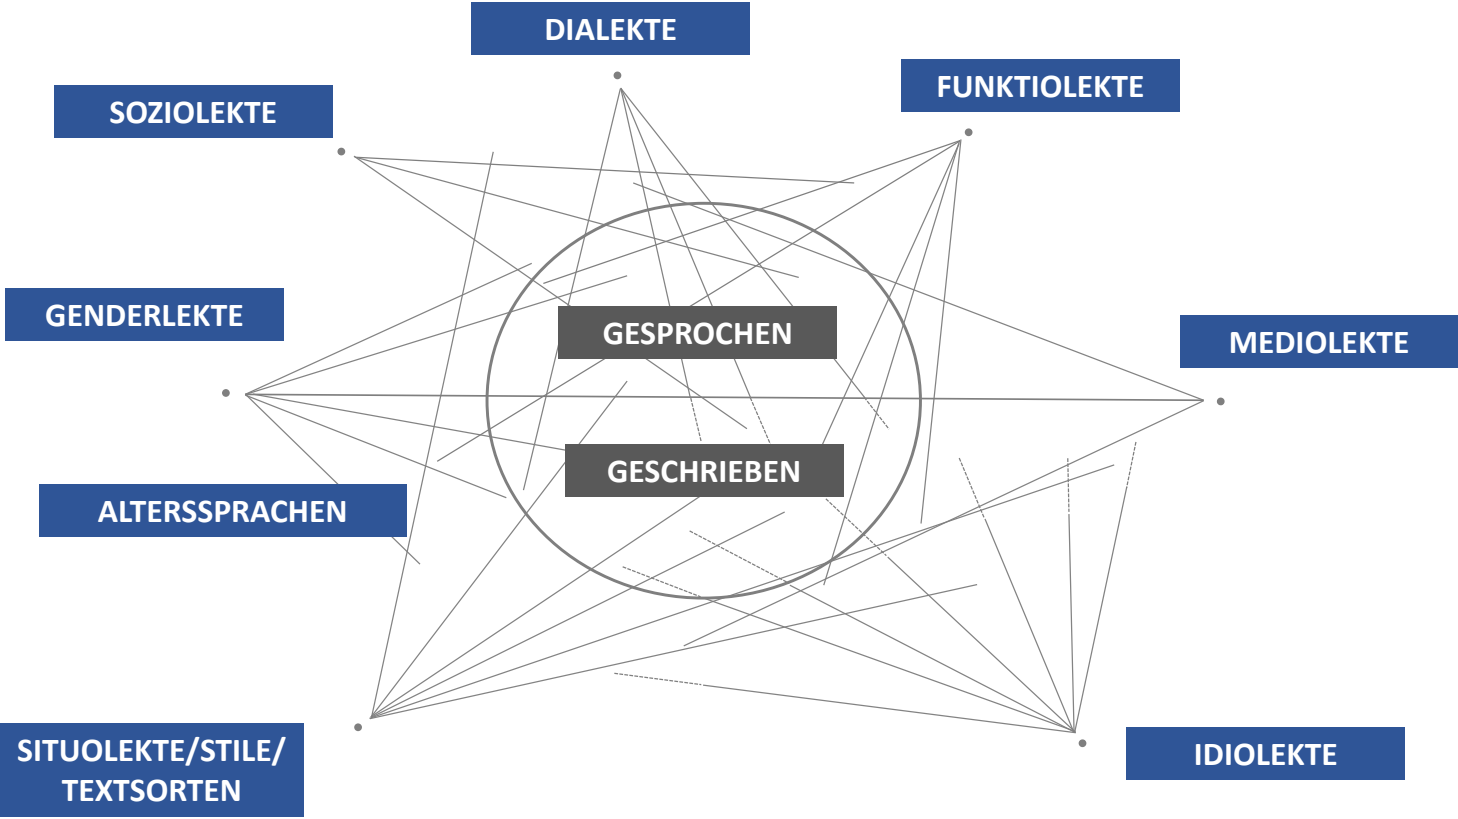 DIALEKTE
FUNKTIOLEKTE
SOZIOLEKTE
GENDERLEKTE
GESPROCHEN
MEDIOLEKTE
GESCHRIEBEN
ALTERSSPRACHEN
SITUOLEKTE/STILE/
TEXTSORTEN
IDIOLEKTE